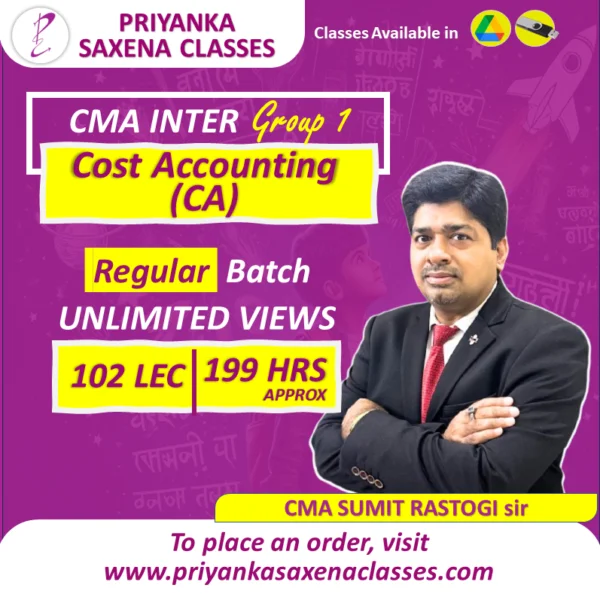 PRIYANKA
SAXENA CLASSES
Classes Available in
CMA INTER Group 1
Cost Accounting
(CA)
Regular Batch
UNLIMITED VIEWS
102 LEC
199 HRS
APPROX
CMA SUMIT RASTOGI sir
To place an order, visit
www.priyankasaxenaclasses.com